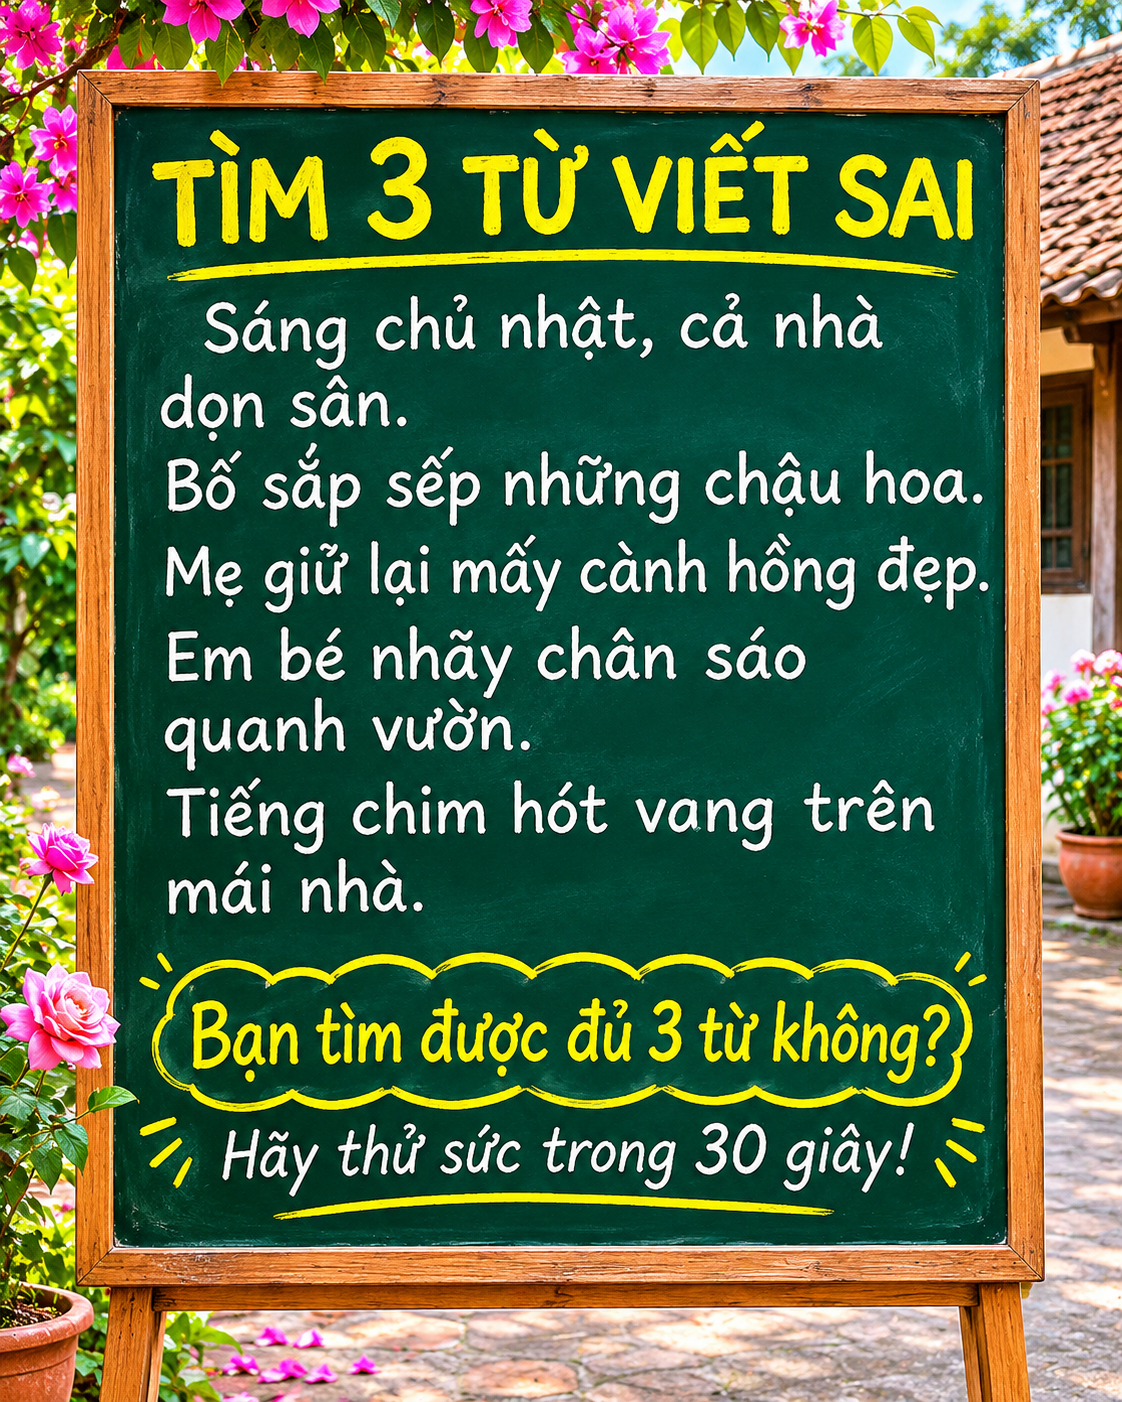 TÌM 3 TỪ VIẾT SAI
Sáng chủ nhật, cả nhà
dọn sân.
Bố sắp sếp những chậu hoa.
Mẹ giữ lại mấy cành hồng đẹp.
Em bé nhãy chân sáo
quanh vườn.
Tiếng chim hót vang trên
mái nhà.
Bạn tìm được đủ 3 từ không?
Hãy thử sức trong 30 giây!